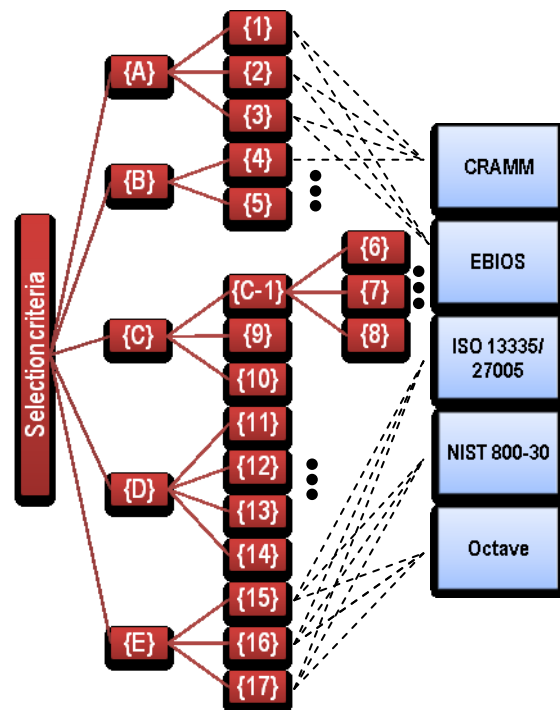 Selection criteria
{A}
{B}
{C}
{D}
{E}
{1}
{2}
{3}
{4}
{5}
{C-1}
{9}
{10}
{11}
{12}
{13}
{14}
{15}
{16}
{17}
{6}
{7}
{8}
CRAMM
EBIOS
ISO 13335/
27005
NIST 800-30
Octave